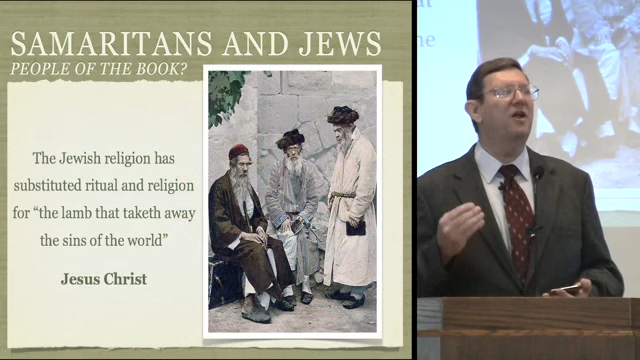 SAMARITANS AND JEWS
PEOPLE OF THE BOOK?
The Jewish religion has
substituted ritual and religion
for “the lamb that taketh away
the sins of the world”
Jesus Christ